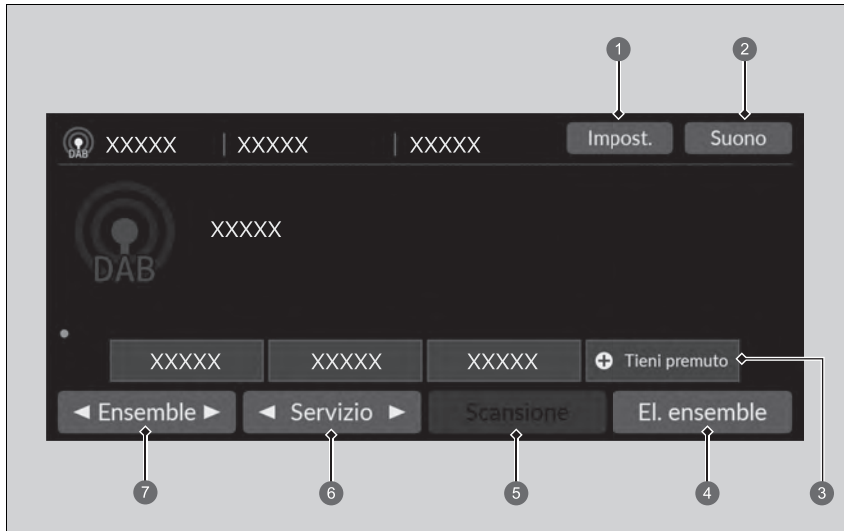 1 2
DAB XXXXX | XXXXX | XXXXX Impost. Suono
DAB XXXXX
XXXXX XXXXX XXXXX + Tieni premuto
◄ Ensemble ► ◄ Servizio ► Scansione El. ensemble
7 6 5 4 3